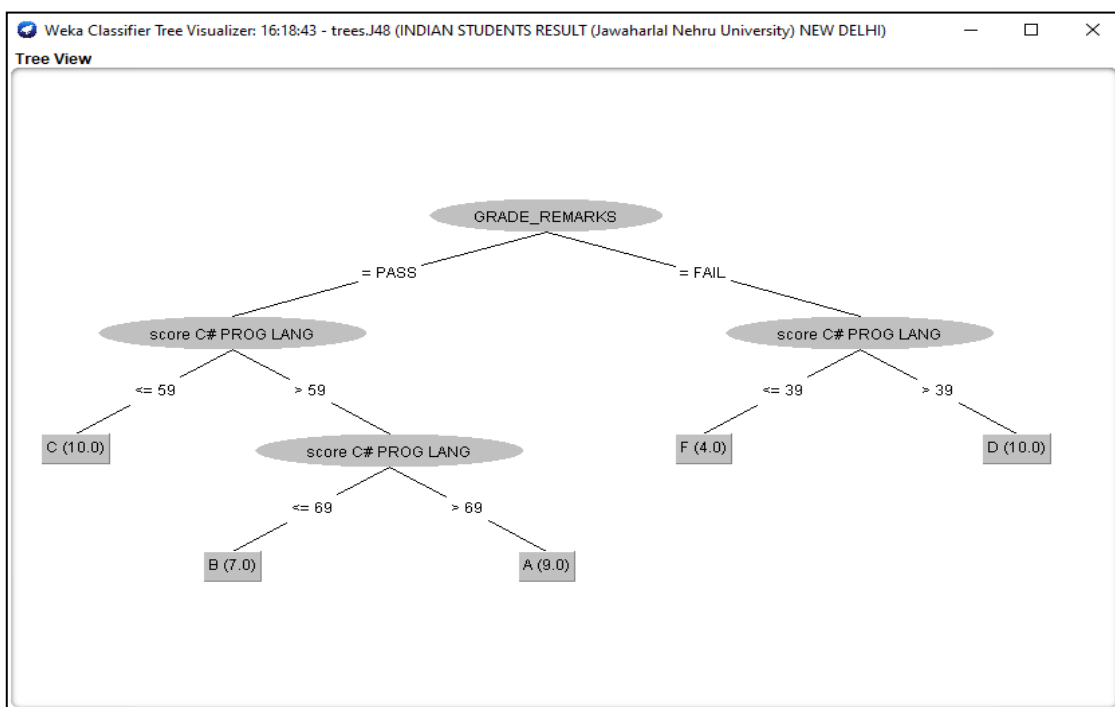 Weka Classifier Tree Visualizer: 16:18:43 - trees.J48 (INDIAN STUDENTS RESULT (Jawaharlal Nehru University) NEW DELHI)
Tree View
GRADE_REMARKS
= PASS
= FAIL
score C# PROG LANG
score C# PROG LANG
<= 59
> 59
<= 39
> 39
C (10.0)
score C# PROG LANG
F (4.0)
D (10.0)
<= 69
> 69
B (7.0)
A (9.0)